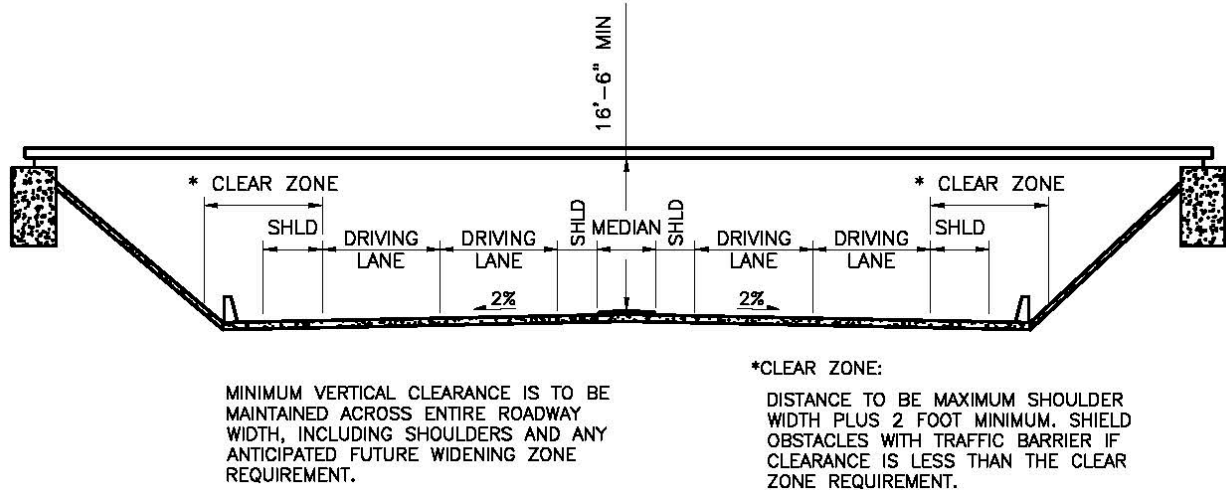 16'-6" MIN
* CLEAR ZONE
* CLEAR ZONE
SHLD
DRIVING
LANE
DRIVING
LANE
SHLD
MEDIAN
SHLD
DRIVING
LANE
DRIVING
LANE
SHLD
2%
2%
MINIMUM VERTICAL CLEARANCE IS TO BE
MAINTAINED ACROSS ENTIRE ROADWAY
WIDTH, INCLUDING SHOULDERS AND ANY
ANTICIPATED FUTURE WIDENING ZONE
REQUIREMENT.
*CLEAR ZONE:
DISTANCE TO BE MAXIMUM SHOULDER
WIDTH PLUS 2 FOOT MINIMUM. SHIELD
OBSTACLES WITH TRAFFIC BARRIER IF
CLEARANCE IS LESS THAN THE CLEAR
ZONE REQUIREMENT.